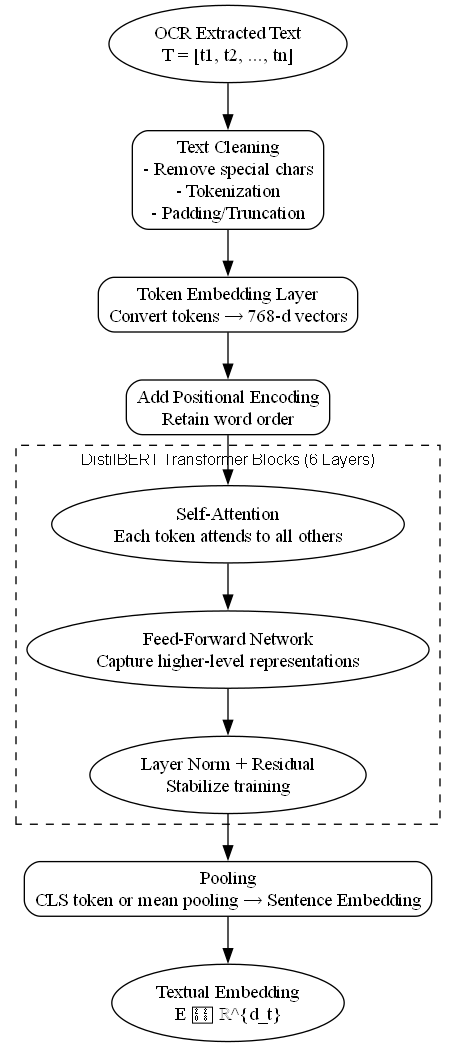 OCR Extracted Text
T = [t1, t2, ..., tn]
Text Cleaning
- Remove special chars
- Tokenization
- Padding/Truncation
Token Embedding Layer
Convert tokens → 768-d vectors
Add Positional Encoding
Retain word order
DistilBERT Transformer Blocks (6 Layers)
Self-Attention
Each token attends to all others
Feed-Forward Network
Capture higher-level representations
Layer Norm + Residual
Stabilize training
Pooling
CLS token or mean pooling → Sentence Embedding
Textual Embedding
E R^{d_t}